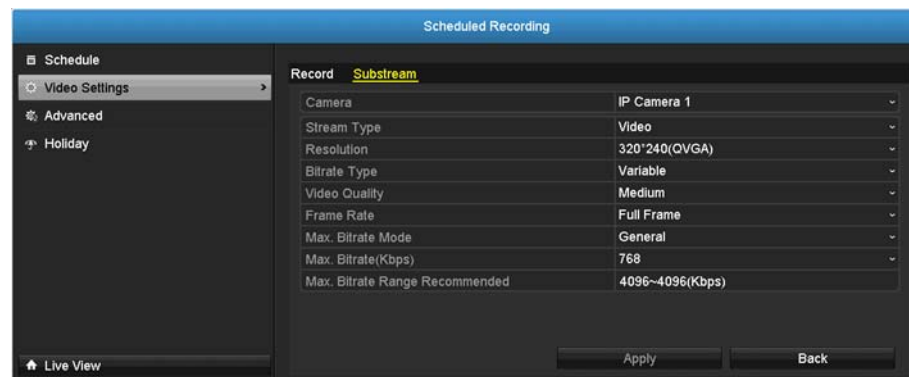 Scheduled Recording
Schedule
Video Settings
Advanced
Holiday
Live View
Record Substream
Camera IP Camera 1
Stream Type Video
Resolution 320*240(QVGA)
Bitrate Type Variable
Video Quality Medium
Frame Rate Full Frame
Max. Bitrate Mode General
Max. Bitrate(Kbps) 768
Max. Bitrate Range Recommended 4096~4096(Kbps)
Apply Back